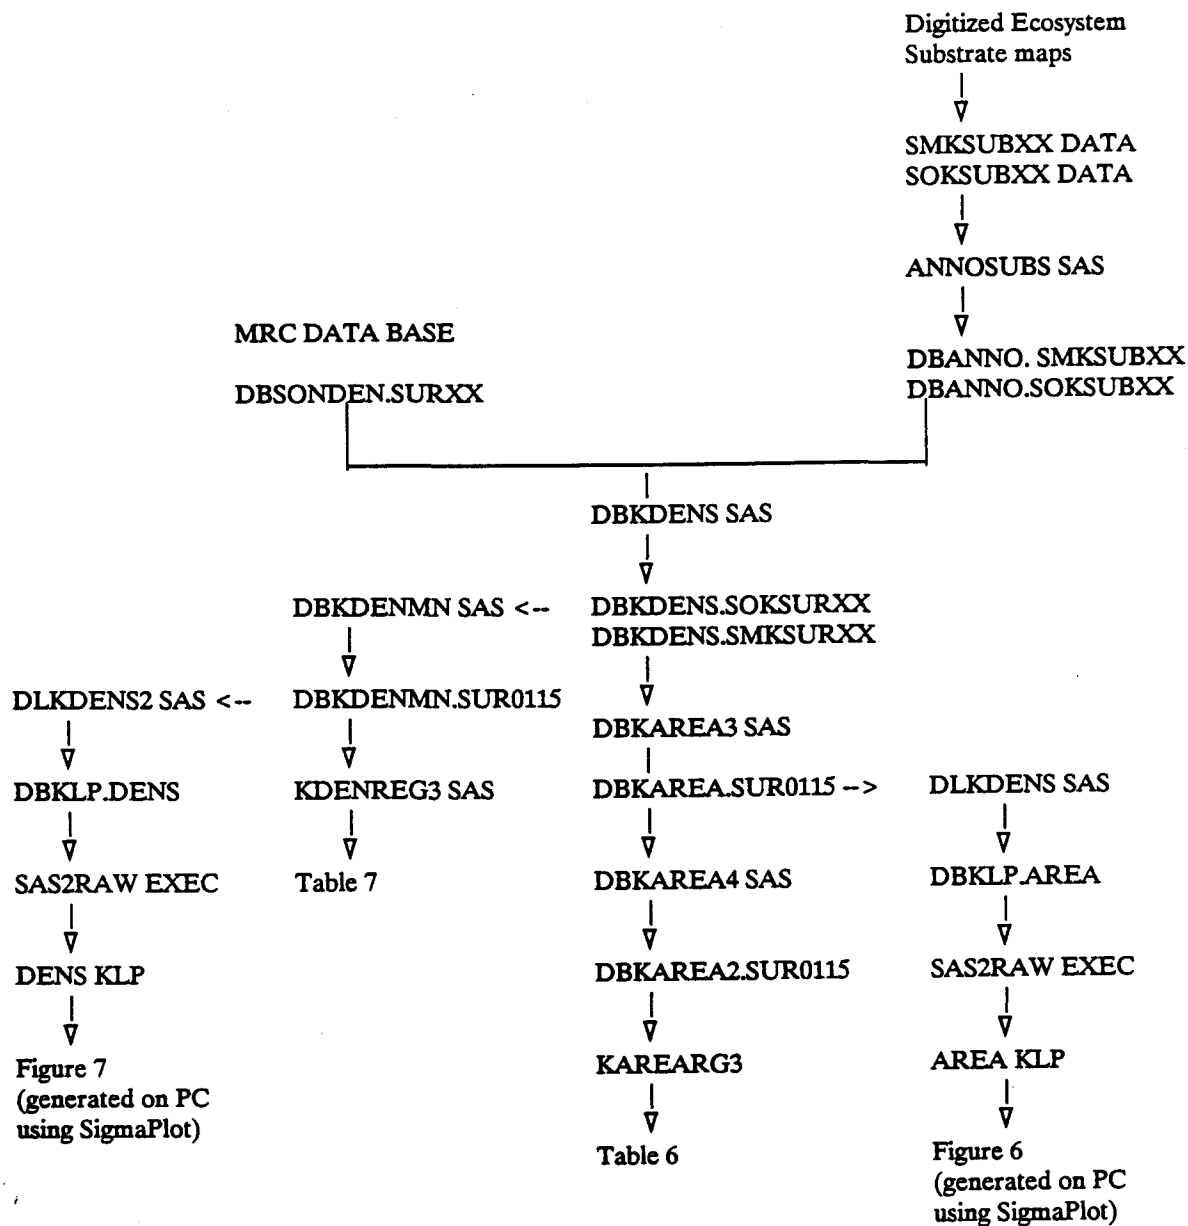 Digitized Ecosystem
Substrate maps
SMKSUBXX DATA
SOKSUBXX DATA
ANNOSUBS SAS
MRC DATA BASE
DBSONDEN.SURXX
DBANNO. SMKSUBXX
DBANNO.SOKSUBXX
DBKDENS SAS
DBKDENMN SAS <--
DBKDENS.SOKSURXX
DBKDENS.SMKSURXX
DLKDENS2 SAS <--
DBKDENMN.SUR0115
DBKAREA3 SAS
DBKLP.DENS
KDENREG3 SAS
DBKAREA.SUR0115 -->
DLKDENS SAS
SAS2RAW EXEC
Table 7
DBKAREA4 SAS
DBKLP.AREA
DENS KLP
DBKAREA2.SUR0115
SAS2RAW EXEC
Figure 7
(generated on PC
using SigmaPlot)
KAREARG3
AREA KLP
Table 6
Figure 6
(generated on PC
using SigmaPlot)